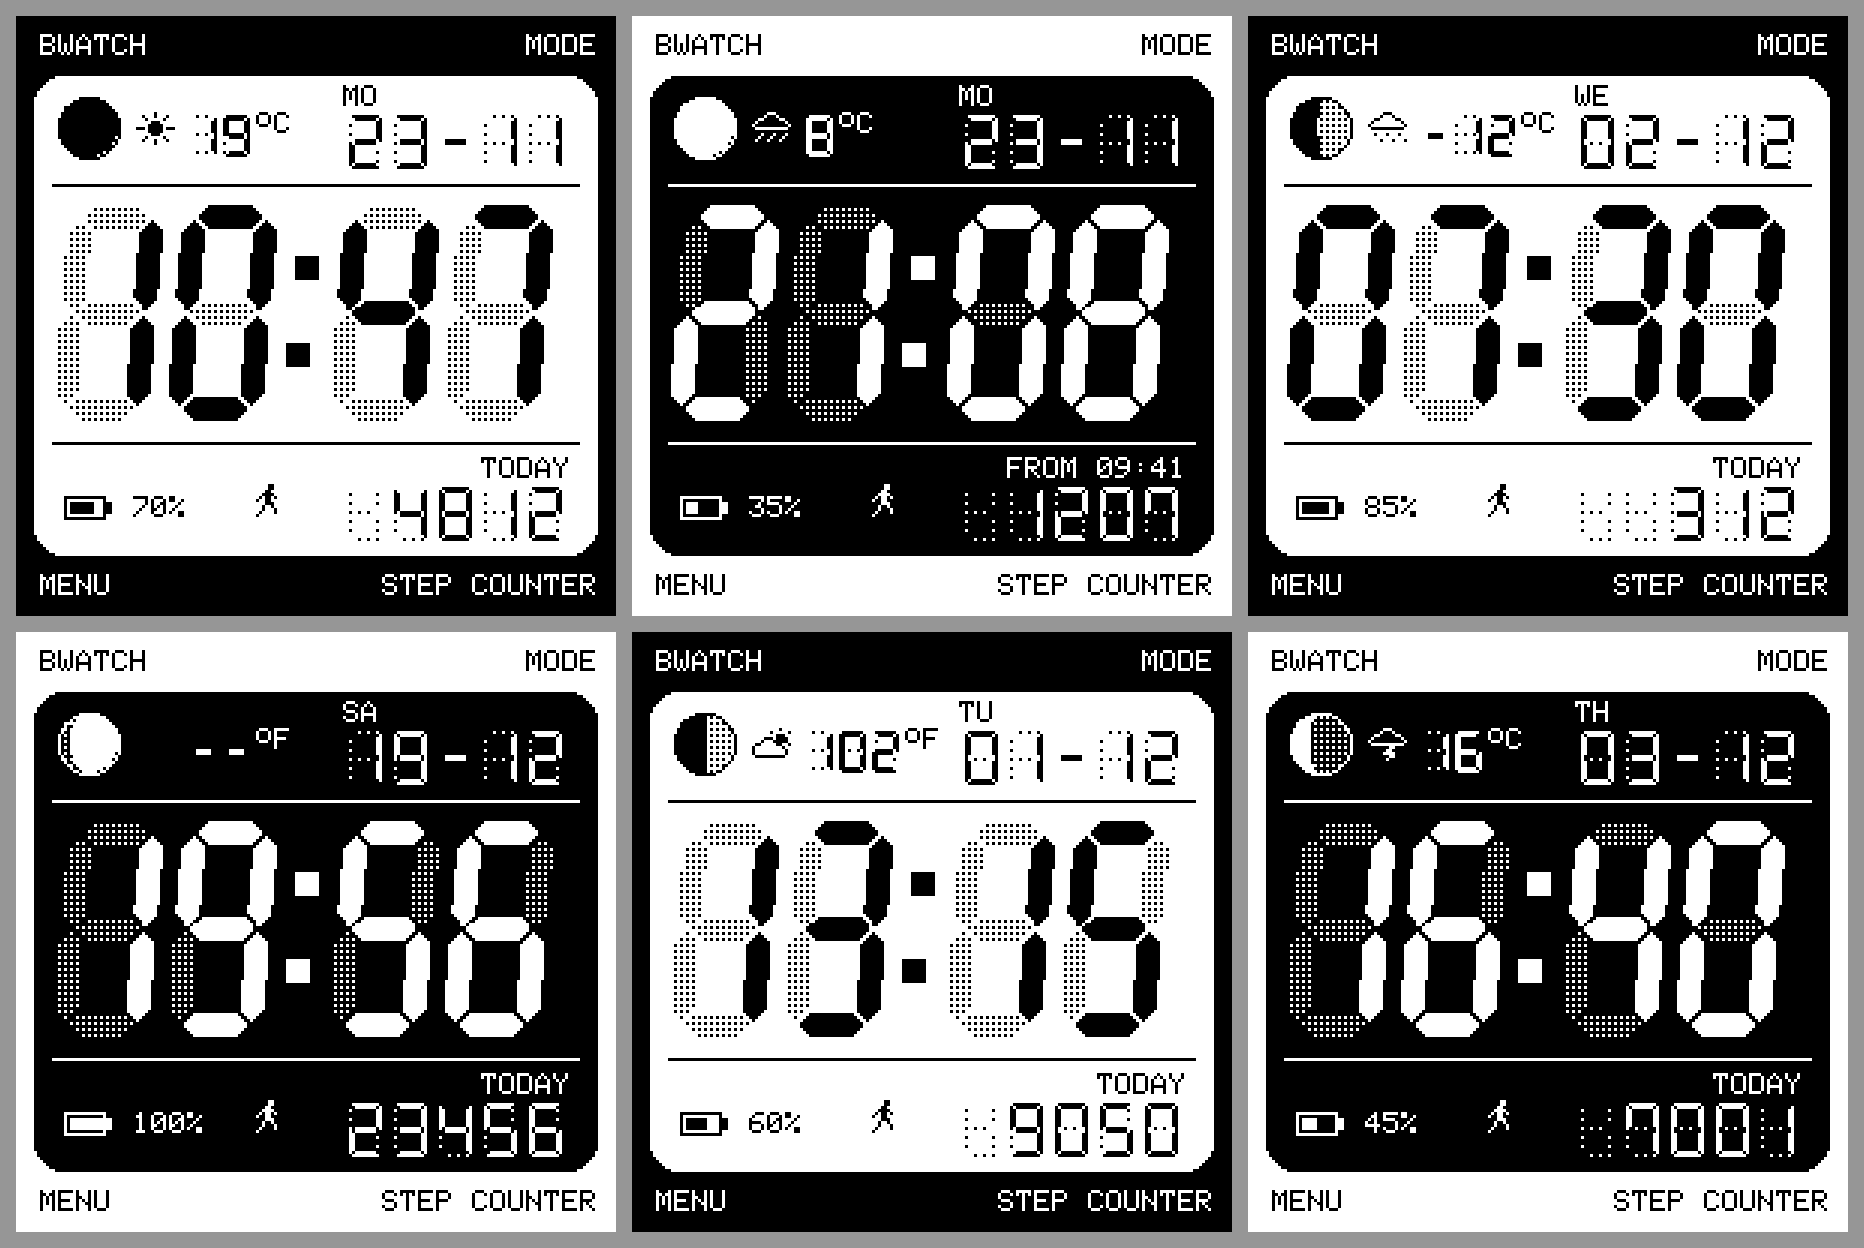 BWATCH MODE
MO
19°C 23-11
10:47
TODAY
70% 4812
MENU STEP COUNTER
BWATCH MODE
MO
8°C 23-11
21:08
FROM 09:41
35% 1207
MENU STEP COUNTER
BWATCH MODE
WE
-12°C 02-12
07:30
TODAY
85% 312
MENU STEP COUNTER
BWATCH MODE
SA
--°F 19-12
19:56
TODAY
100% 23456
MENU STEP COUNTER
BWATCH MODE
TU
102°F 01-12
13:15
TODAY
60% 9050
MENU STEP COUNTER
BWATCH MODE
TH
16°C 03-12
16:40
TODAY
45% 7001
MENU STEP COUNTER